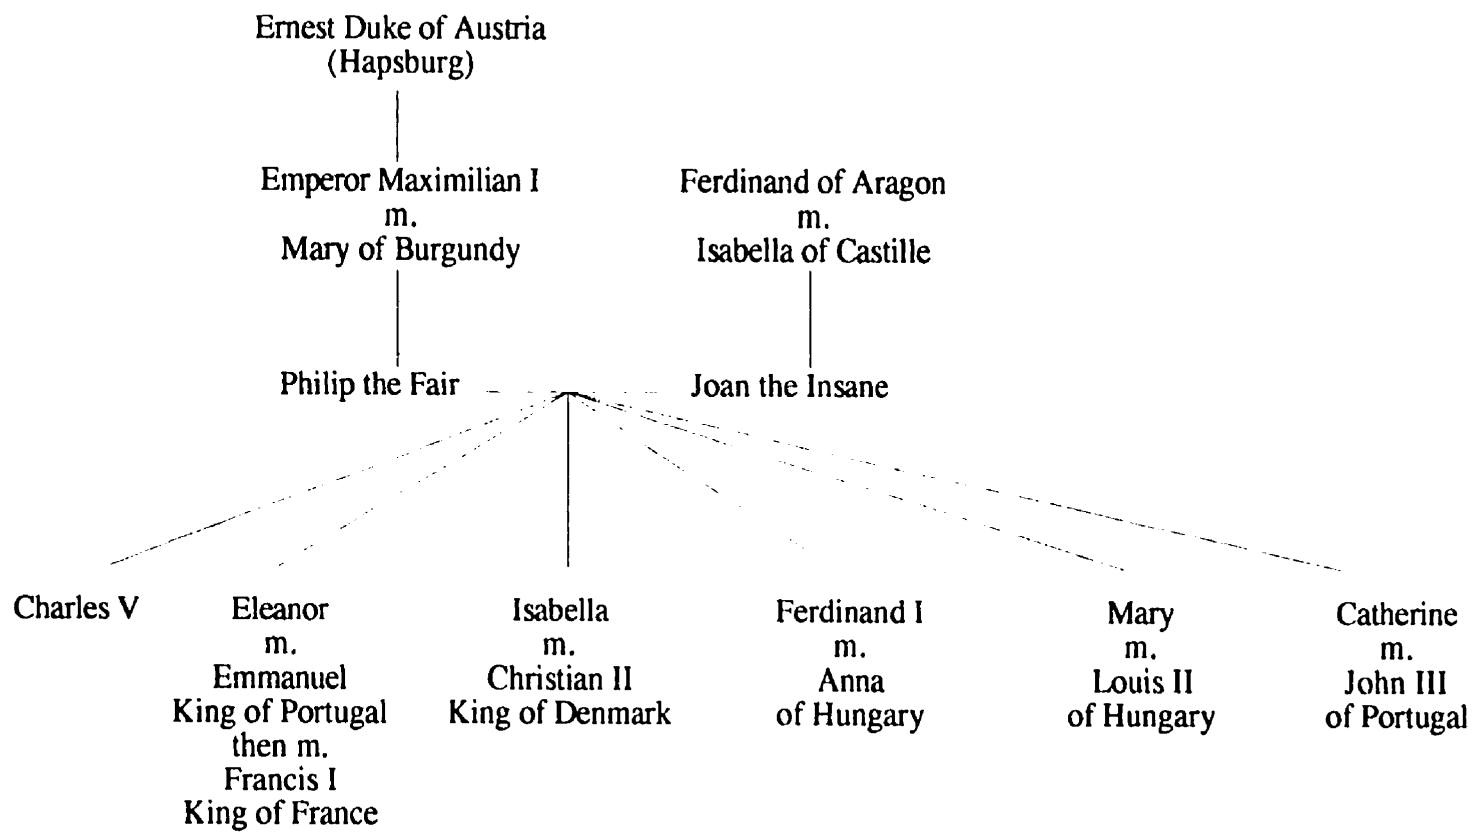 Ernest Duke of Austria
(Hapsburg)
Emperor Maximilian I
m.
Mary of Burgundy
Ferdinand of Aragon
m.
Isabella of Castille
Philip the Fair
Joan the Insane
Charles V
Eleanor
m.
Emmanuel
King of Portugal
then m.
Francis I
King of France
Isabella
m.
Christian II
King of Denmark
Ferdinand I
m.
Anna
of Hungary
Mary
m.
Louis II
of Hungary
Catherine
m.
John III
of Portugal